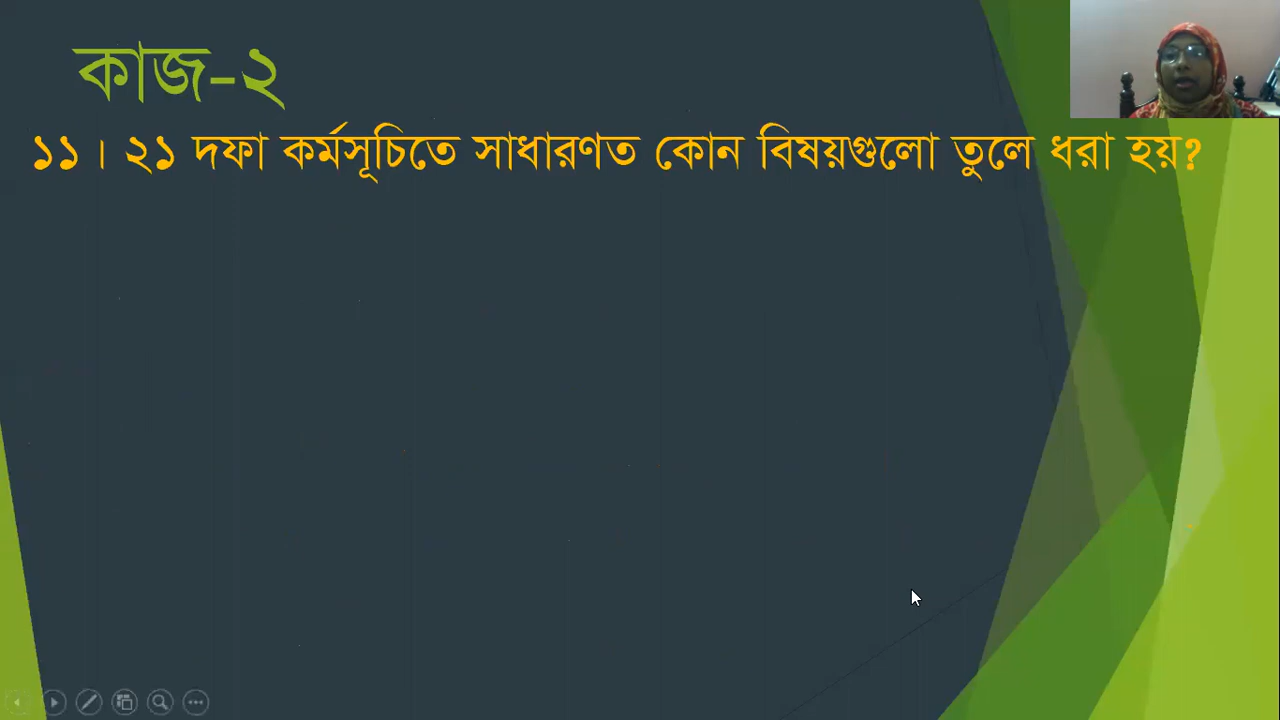 কাজ-২
১১। ২১ দফা কর্মসূচিতে সাধারণত কোন বিষয়গুলো তুলে ধরা হয়?